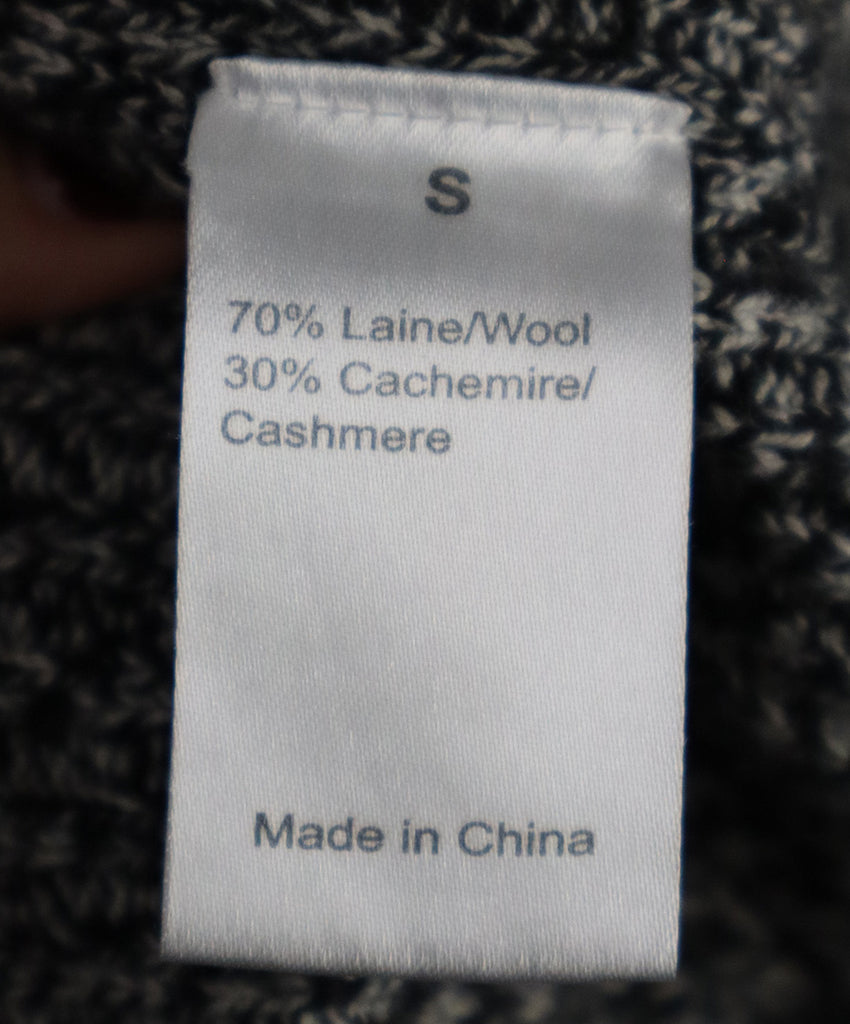 S
70% Laine/Wool
30% Cachemire/
Cashmere
Made in China